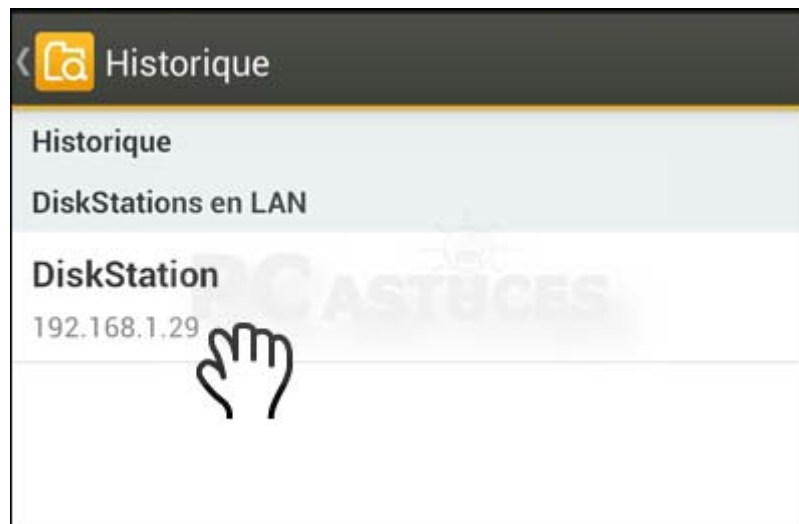 Historique
Historique
DiskStations en LAN
DiskStation
PC ASTUCES
192.168.1.29